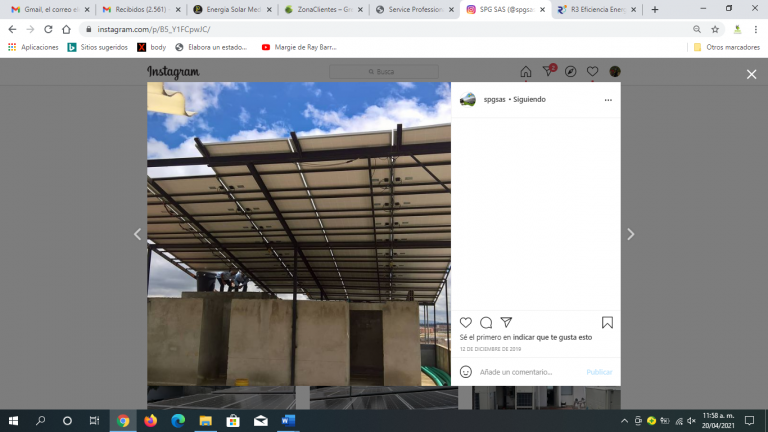 Gmail, el correo el
Recibidos (2.561)
Energia Solar Med
ZonaClientes – Gre
Service Profession
SPG SAS (@spgsas
R3 Eficiencia Energ
instagram.com/p/B5_Y1FCpwJC/
Aplicaciones
Sitios sugeridos
body
Elabora un estado...
Margie de Ray Barr...
Otros marcadores
Instagram
Busca
spgsas • Siguiendo
Sé el primero en indicar que te gusta esto
12 DE DICIEMBRE DE 2019
Añade un comentario...
Publicar
11:58 a. m.
20/04/2021